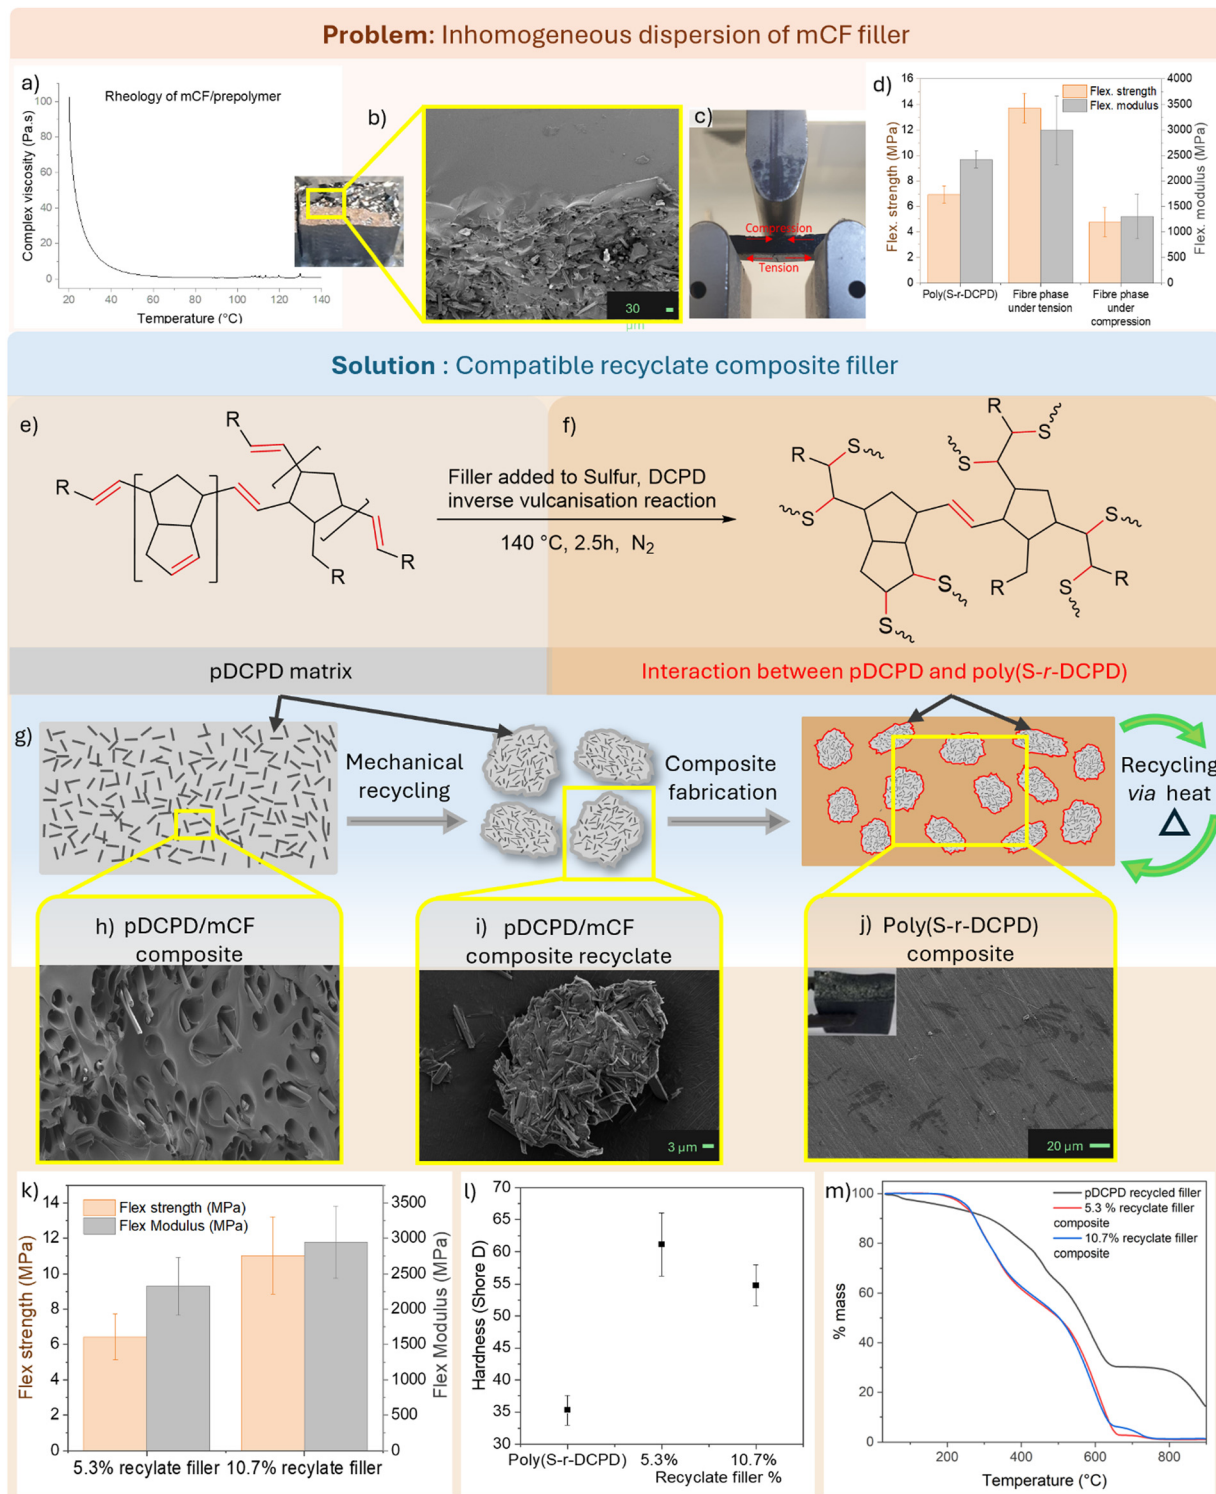 Problem: Inhomogeneous dispersion of mCF filler
a)
Rheology of mCF/prepolymer
Complex viscosity (Pa.s)
100
80
60
40
20
0
20
40
60
80
100
120
140
Temperature (°C)
b)
30
µm
c)
Compression
Tension
d)
Flex. strength
Flex. modulus
Flex. strength (MPa)
16
14
12
10
8
6
4
2
0
4000
3500
3000
2500
2000
1500
1000
500
0
Flex. modulus (MPa)
Poly(S-r-DCPD)
Fibre phase
under tension
Fibre phase
under
compression
Solution : Compatible recyclate composite filler
e)
R
R
R
R
Filler added to Sulfur, DCPD
inverse vulcanisation reaction
140 °C, 2.5h, N2
f)
R
S
R
S
S
S
S
S
S
R
R
pDCPD matrix
Interaction between pDCPD and poly(S-r-DCPD)
g)
Mechanical
recycling
Composite
fabrication
Recycling
via heat
Δ
h) pDCPD/mCF
composite
i) pDCPD/mCF
composite recyclate
3 µm
j) Poly(S-r-DCPD)
composite
20 µm
k)
Flex strength (MPa)
Flex Modulus (MPa)
Flex strength (MPa)
14
12
10
8
6
4
2
0
3500
3000
2500
2000
1500
1000
500
0
Flex Modulus (MPa)
5.3% recylate filler
10.7% recylate filler
l)
Hardness (Shore D)
70
65
60
55
50
45
40
35
30
Poly(S-r-DCPD)
5.3%
10.7%
Recyclate filler %
m)
pDCPD recycled filler
5.3 % recyclate filler
composite
10.7% recyclate filler
composite
% mass
100
80
60
40
20
0
200
400
600
800
Temperature (°C)